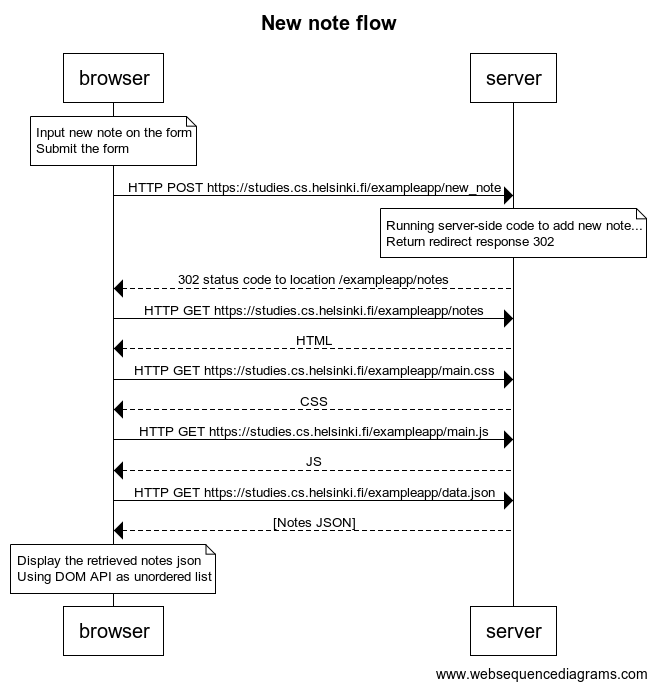 New note flow
browser
server
Input new note on the form
Submit the form
HTTP POST https://studies.cs.helsinki.fi/exampleapp/new_note
Running server-side code to add new note...
Return redirect response 302
302 status code to location /exampleapp/notes
HTTP GET https://studies.cs.helsinki.fi/exampleapp/notes
HTML
HTTP GET https://studies.cs.helsinki.fi/exampleapp/main.css
CSS
HTTP GET https://studies.cs.helsinki.fi/exampleapp/main.js
JS
HTTP GET https://studies.cs.helsinki.fi/exampleapp/data.json
[Notes JSON]
Display the retrieved notes json
Using DOM API as unordered list
browser
server
www.websequencediagrams.com